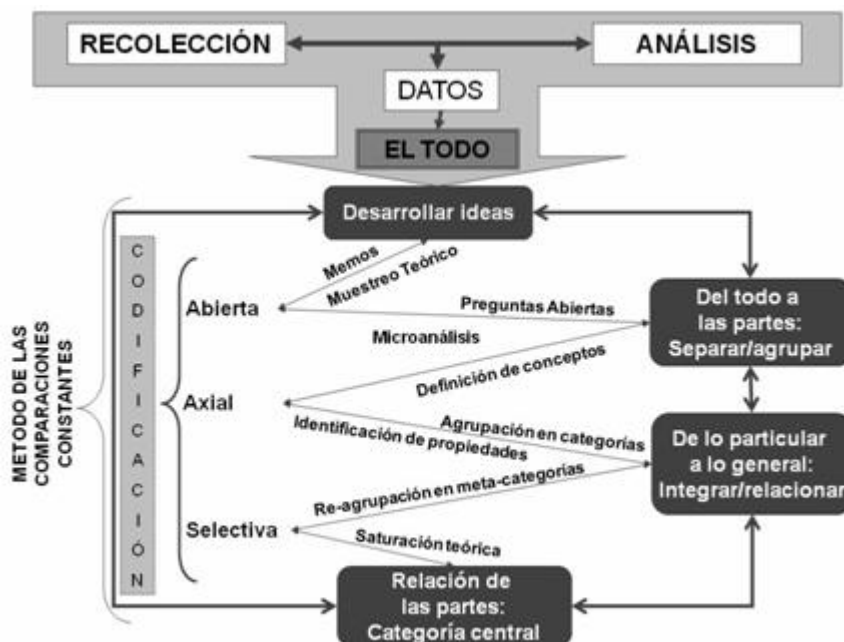 RECOLECCIÓN
ANÁLISIS
DATOS
EL TODO
Desarrollar ideas
METODO DE LAS
COMPARACIONES
CONSTANTES
CODIFICACIÓN
Memos
Muestreo Teórico
Abierta
Preguntas Abiertas
Del todo a
las partes:
Separar/agrupar
Microanálisis
Definición de conceptos
Axial
Agrupación en categorías
Identificación de propiedades
De lo particular
a lo general:
Integrar/relacionar
Re-agrupación en meta-categorías
Selectiva
Saturación teórica
Relación de
las partes:
Categoría central